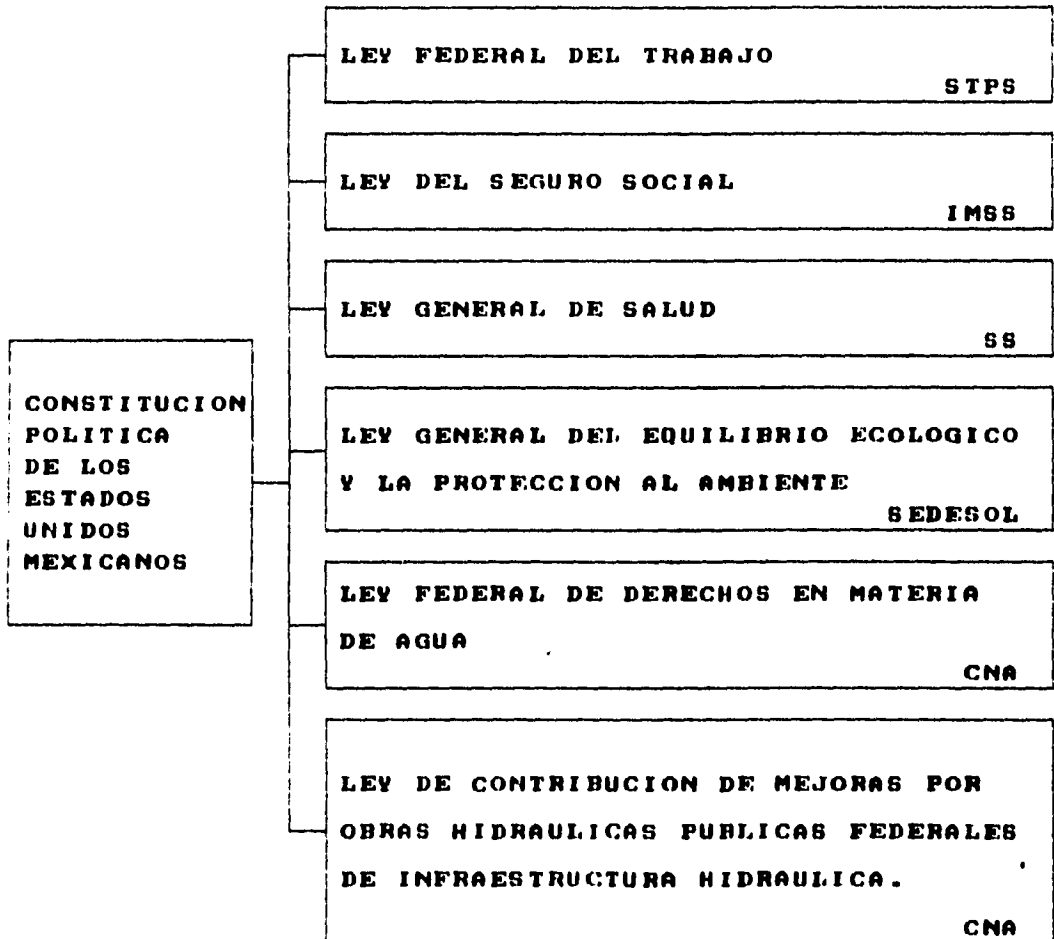 LEY FEDERAL DEL TRABAJO
STPS
LEY DEL SEGURO SOCIAL
IMSS
LEY GENERAL DE SALUD
SS
CONSTITUCION
POLITICA
DE LOS
ESTADOS
UNIDOS
MEXICANOS
LEY GENERAL DEL EQUILIBRIO ECOLOGICO
Y LA PROTECCION AL AMBIENTE
SEDESOL
LEY FEDERAL DE DERECHOS EN MATERIA
DE AGUA
CNA
LEY DE CONTRIBUCION DE MEJORAS POR
OBRAS HIDRAULICAS PUBLICAS FEDERALES
DE INFRAESTRUCTURA HIDRAULICA.
CNA